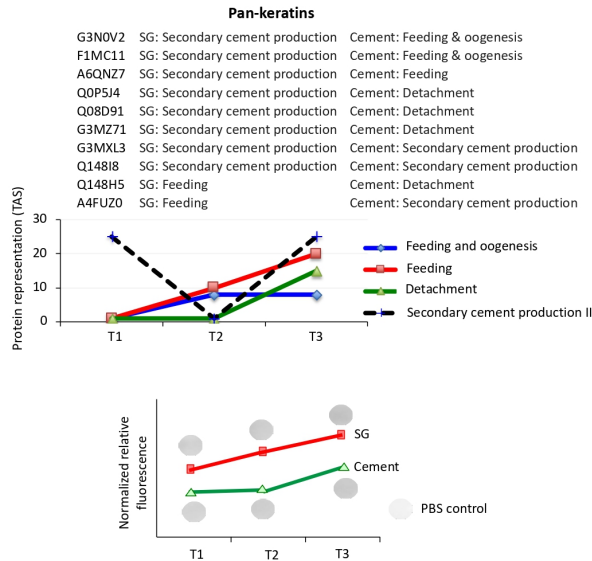 Pan-keratins
G3N0V2 SG: Secondary cement production Cement: Feeding & oogenesis
F1MC11 SG: Secondary cement production Cement: Feeding & oogenesis
A6QNZ7 SG: Secondary cement production Cement: Feeding
Q0P5J4 SG: Secondary cement production Cement: Detachment
Q08D91 SG: Secondary cement production Cement: Detachment
G3MZ71 SG: Secondary cement production Cement: Detachment
G3MXL3 SG: Secondary cement production Cement: Secondary cement production
Q148I8 SG: Secondary cement production Cement: Secondary cement production
Q148H5 SG: Feeding Cement: Detachment
A4FUZ0 SG: Feeding Cement: Secondary cement production
Protein representation (TAS)
30
20
10
0
T1 T2 T3
Feeding and oogenesis
Feeding
Detachment
Secondary cement production II
Normalized relative
fluorescence
SG
Cement
PBS control
T1 T2 T3